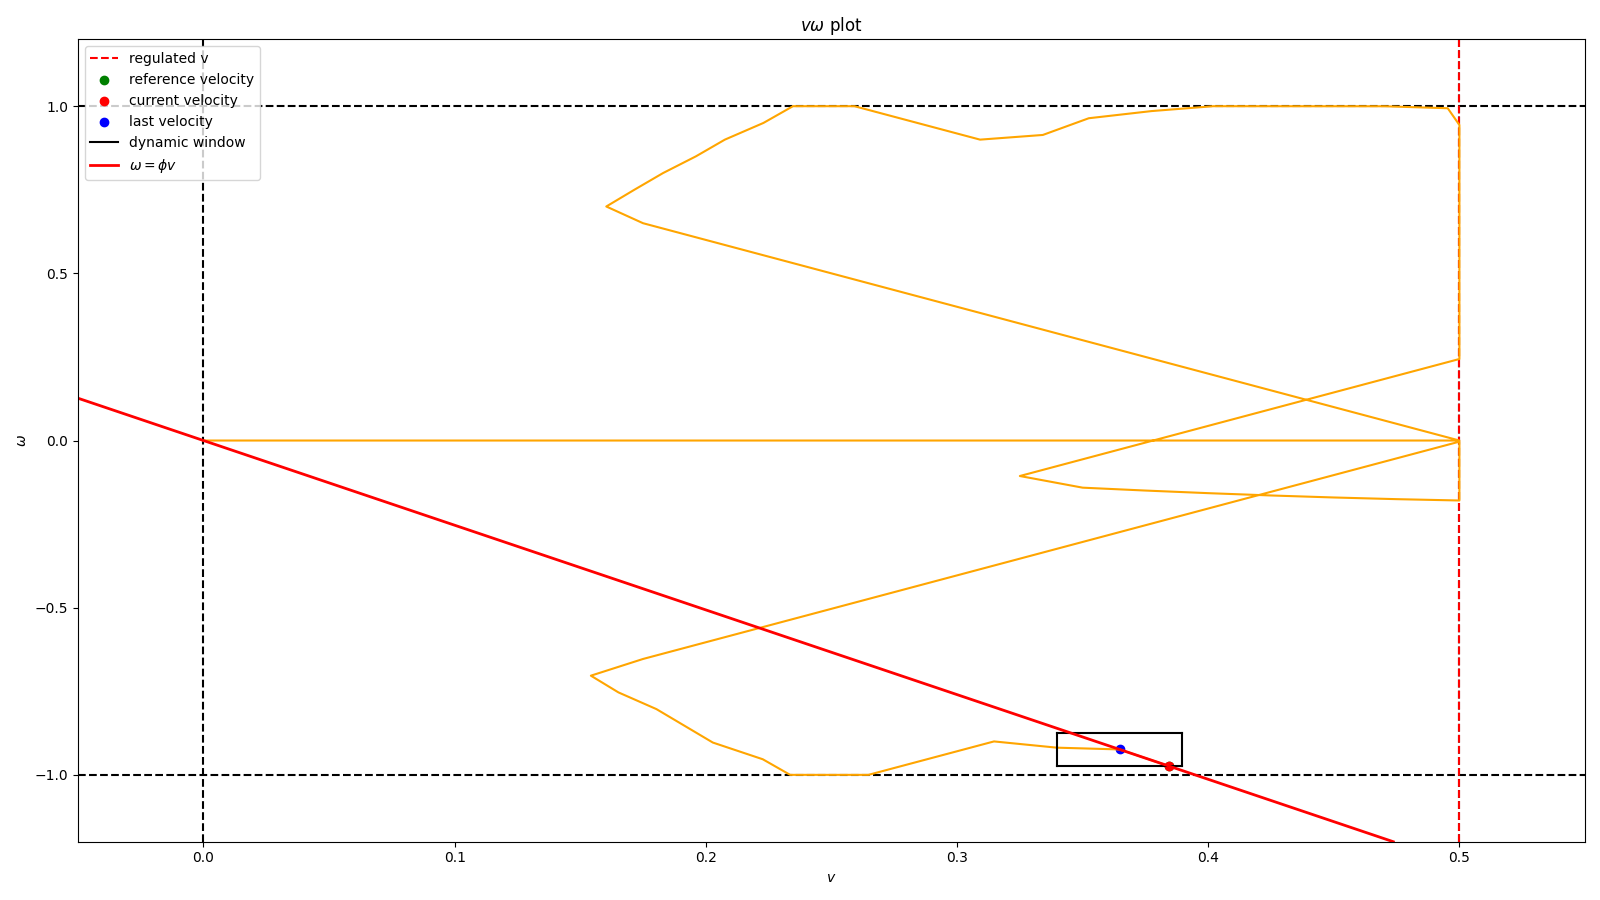 vω plot
regulated v
reference velocity
current velocity
last velocity
dynamic window
ω = ϕv
1.0
0.5
0.0
−0.5
−1.0
ω
0.0 0.1 0.2 0.3 0.4 0.5
v